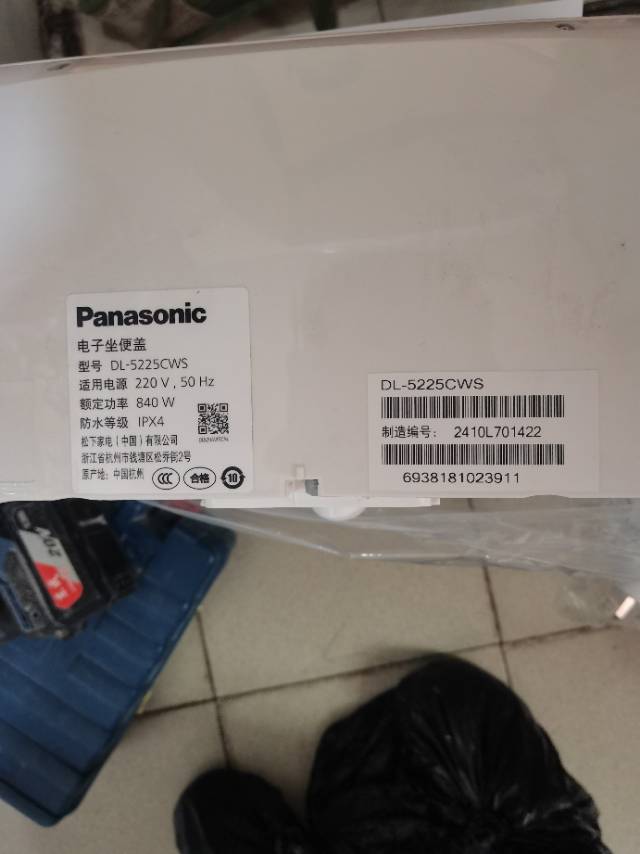 Panasonic
电子坐便盖
型号 DL-5225CWS
适用电源 220 V , 50 Hz
额定功率 840 W
防水等级 IPX4
松下家电（中国）有限公司
浙江省杭州市钱塘区松乔街2号
原产地：中国杭州
CCC
合格
10
DL-5225CWS
制造编号： 2410L701422
6938181023911
20V